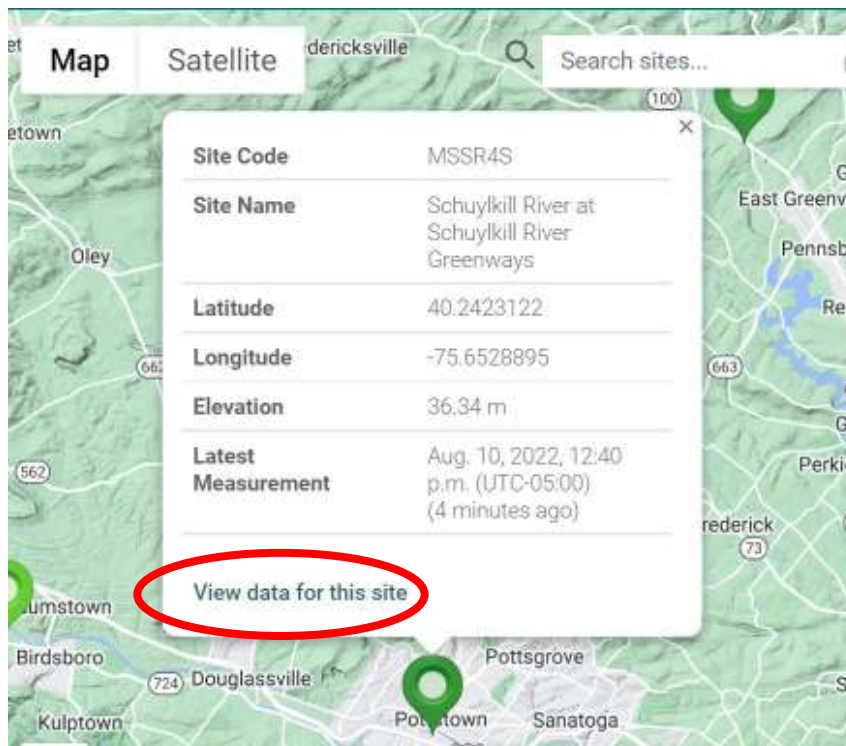 Map
Satellite
dericksville
Search sites...
100
etown
Site Code MSSR4S
Site Name Schuylkill River at
Schuylkill River
Greenways
East Greenv
Oley
Pennsb
Latitude 40.2423122
Re
Longitude -75.6528895
663
Elevation 36.34 m
Latest Aug. 10, 2022, 12:40
Measurement p.m. (UTC-05:00)
(4 minutes ago)
562
Perki
rederick
73
View data for this site
umstown
Birdsboro
724
Douglassville
Pottsgrove
Kulptown
Sanatoga